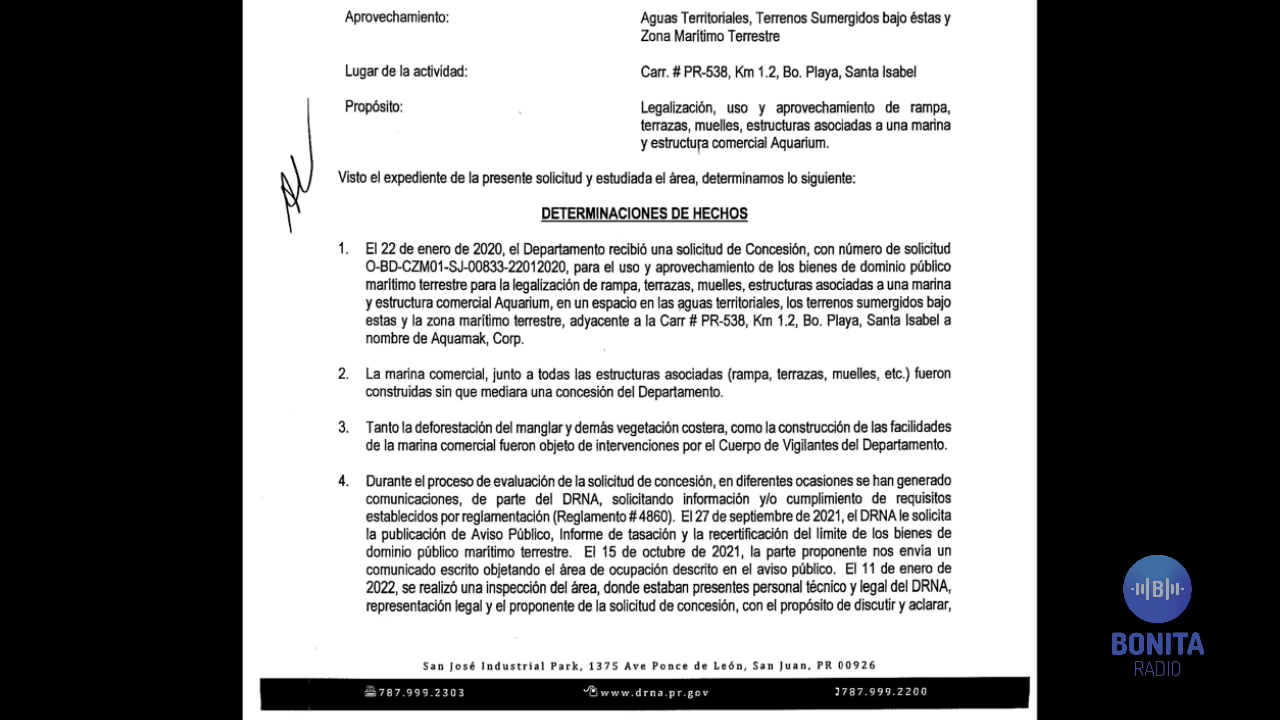 Aprovechamiento: Aguas Territoriales, Terrenos Sumergidos bajo éstas y
Zona Marítimo Terrestre
Lugar de la actividad: Carr. # PR-538, Km 1.2, Bo. Playa, Santa Isabel
Propósito: Legalización, uso y aprovechamiento de rampa,
terrazas, muelles, estructuras asociadas a una marina
y estructura comercial Aquarium.
Visto el expediente de la presente solicitud y estudiada el área, determinamos lo siguiente:
DETERMINACIONES DE HECHOS
1. El 22 de enero de 2020, el Departamento recibió una solicitud de Concesión, con número de solicitud
O-BD-CZM01-SJ-00833-22012020, para el uso y aprovechamiento de los bienes de dominio público
marítimo terrestre para la legalización de rampa, terrazas, muelles, estructuras asociadas a una marina
y estructura comercial Aquarium, en un espacio en las aguas territoriales, los terrenos sumergidos bajo
estas y la zona marítimo terrestre, adyacente a la Carr # PR-538, Km 1.2, Bo. Playa, Santa Isabel a
nombre de Aquamak, Corp.
2. La marina comercial, junto a todas las estructuras asociadas (rampa, terrazas, muelles, etc.) fueron
construidas sin que mediara una concesión del Departamento.
3. Tanto la deforestación del manglar y demás vegetación costera, como la construcción de las facilidades
de la marina comercial fueron objeto de intervenciones por el Cuerpo de Vigilantes del Departamento.
4. Durante el proceso de evaluación de la solicitud de concesión, en diferentes ocasiones se han generado
comunicaciones, de parte del DRNA, solicitando información y/o cumplimiento de requisitos
establecidos por reglamentación (Reglamento # 4860). El 27 de septiembre de 2021, el DRNA le solicita
la publicación de Aviso Público, Informe de tasación y la recertificación del límite de los bienes de
dominio público marítimo terrestre. El 15 de octubre de 2021, la parte proponente nos envía un
comunicado escrito objetando el área de ocupación descrito en el aviso público. El 11 de enero de
2022, se realizó una inspección del área, donde estaban presentes personal técnico y legal del DRNA,
representación legal y el proponente de la solicitud de concesión, con el propósito de discutir y aclarar,
San José Industrial Park, 1375 Ave Ponce de León, San Juan, PR 00926
787.999.2303 www.drna.pr.gov 787.999.2200
B
BONITA
RADIO